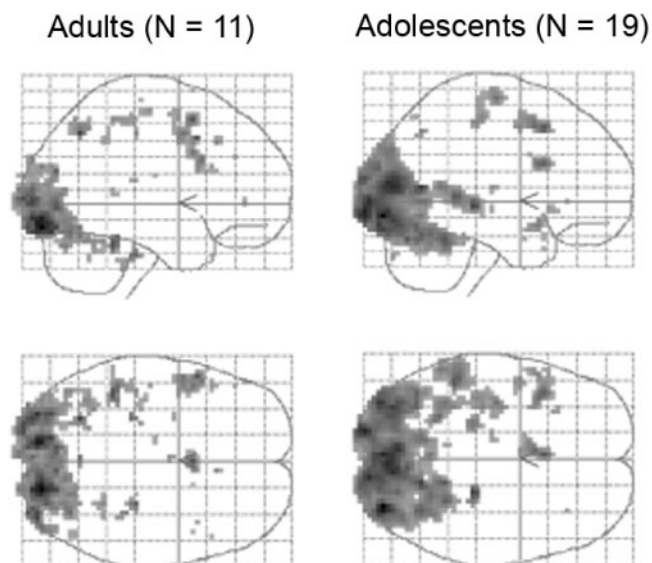 Adults (N = 11) Adolescents (N = 19)